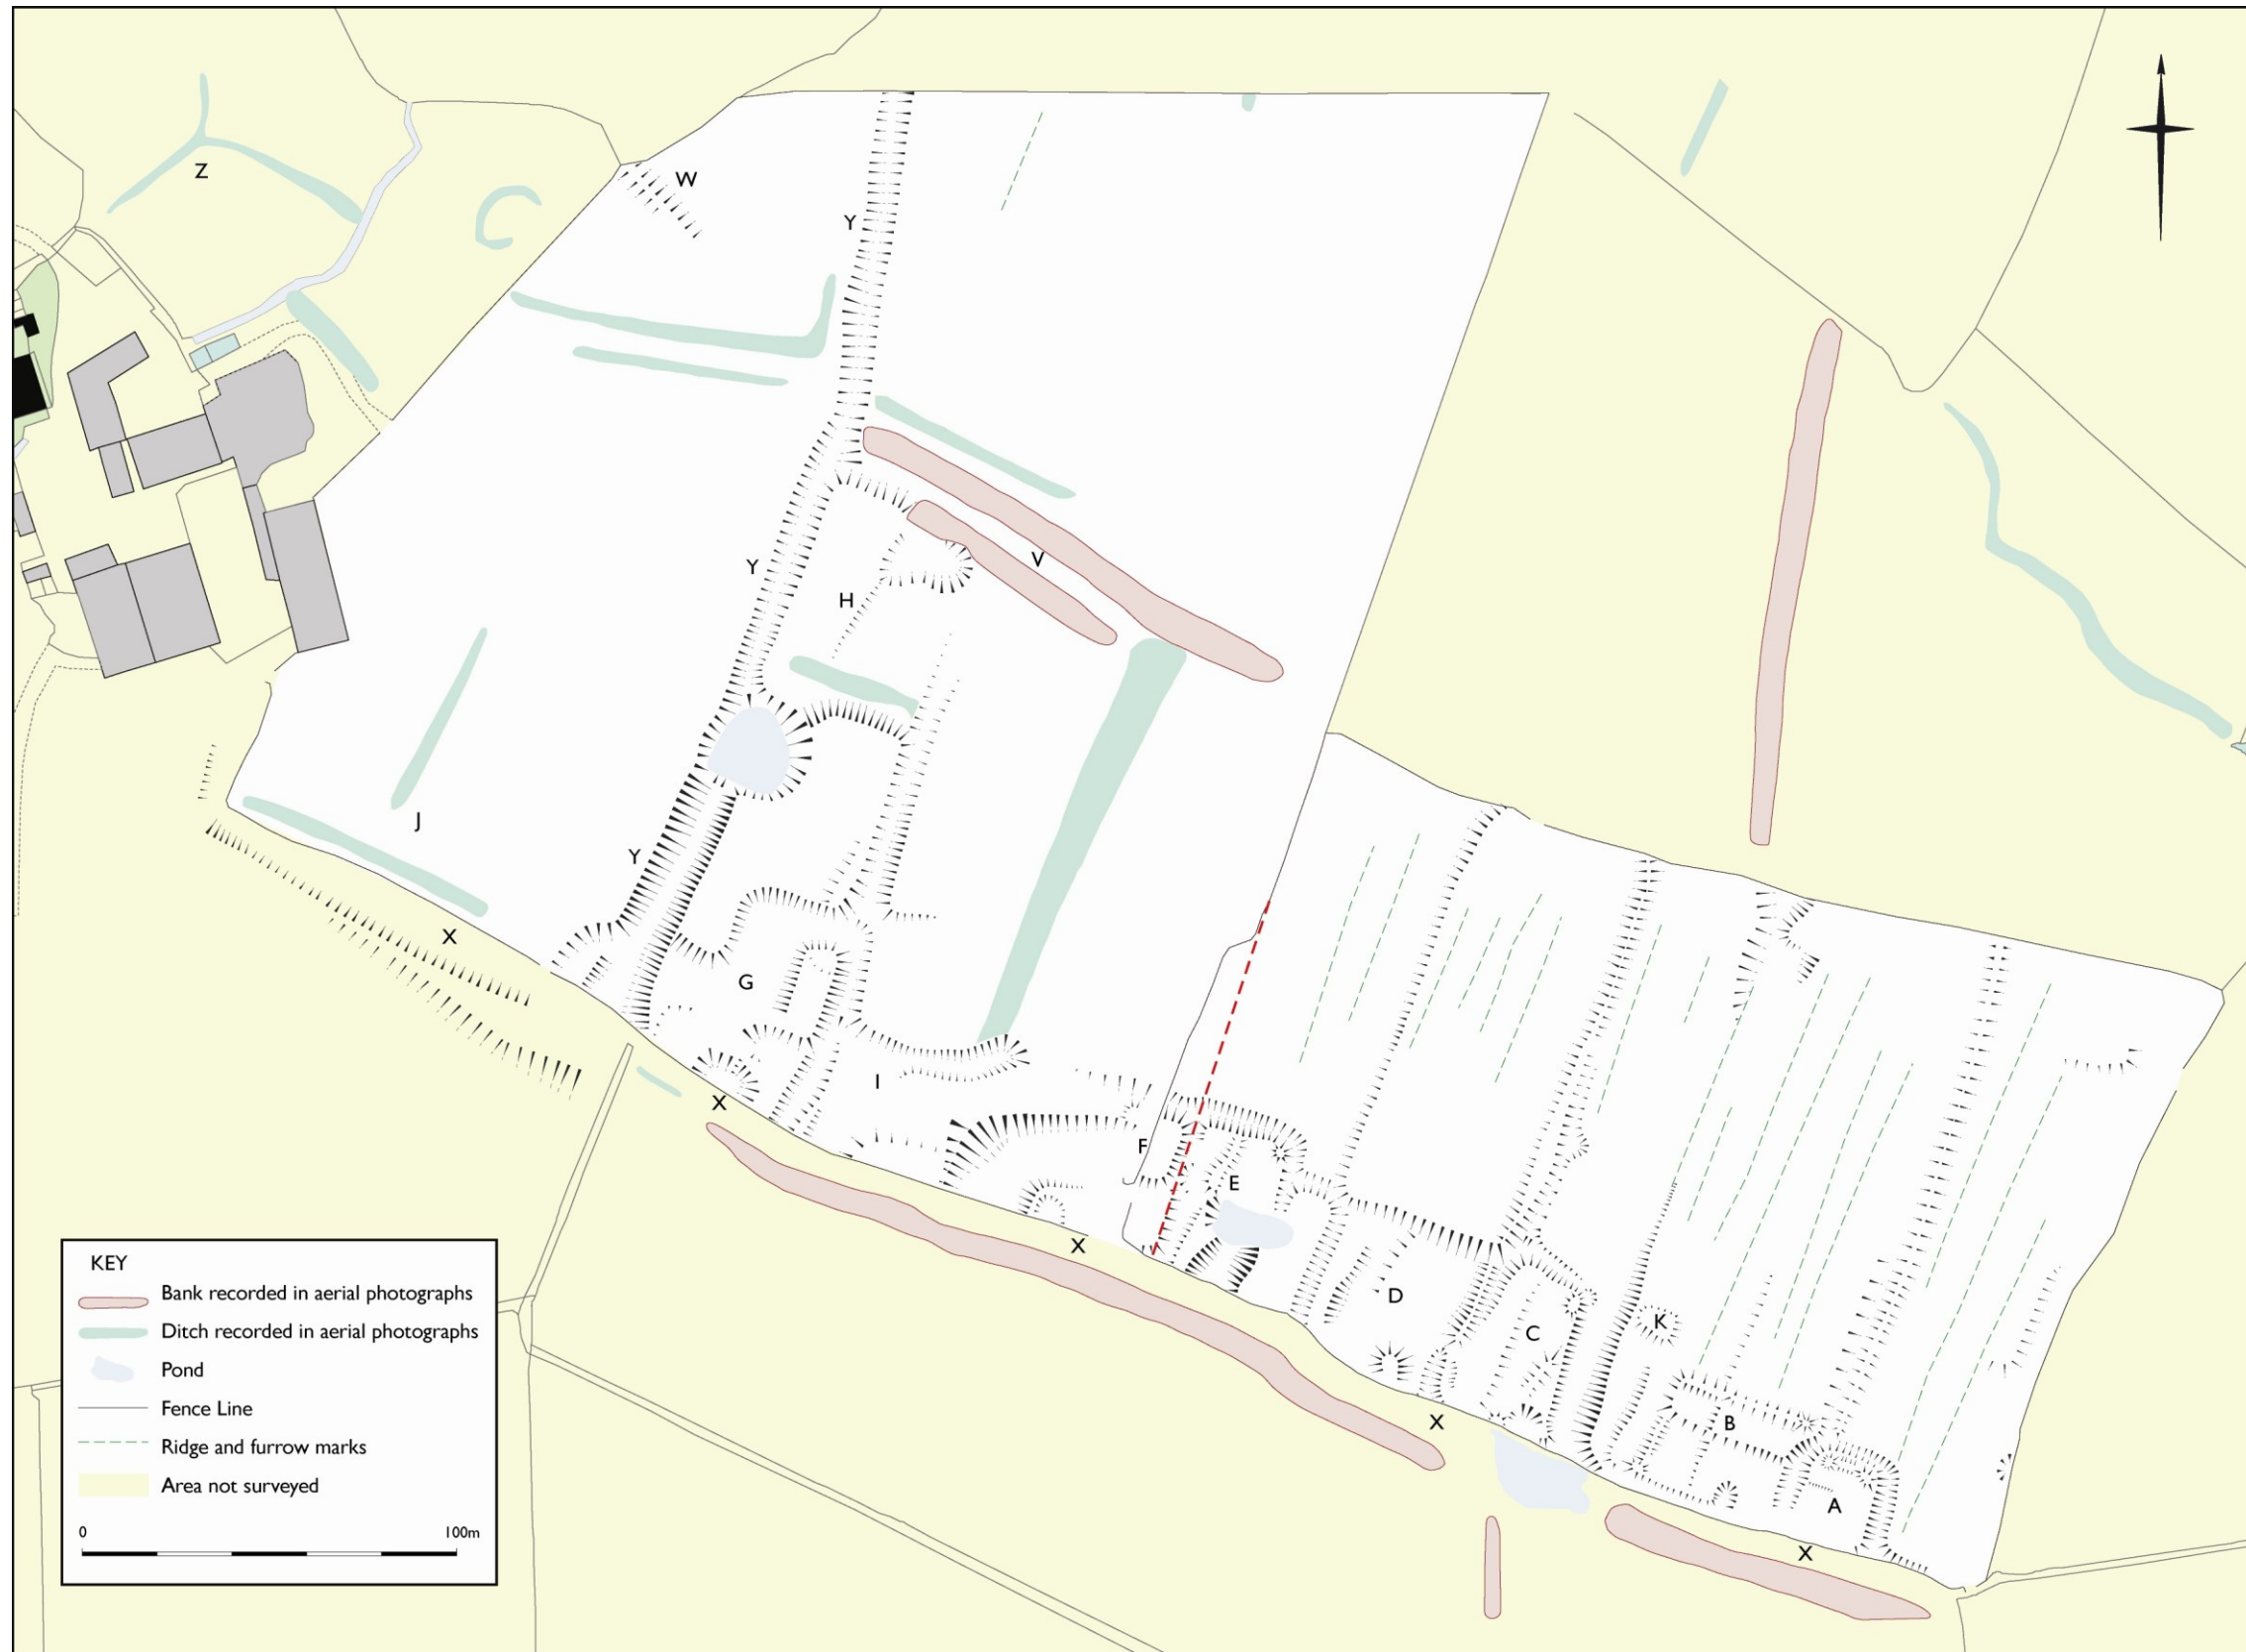 Z
W
Y
V
Y
H
J
Y
X
G
I
X
F
E
X
D
C
K
X
B
A
X
KEY
Bank recorded in aerial photographs
Ditch recorded in aerial photographs
Pond
Fence Line
Ridge and furrow marks
Area not surveyed
0 100m